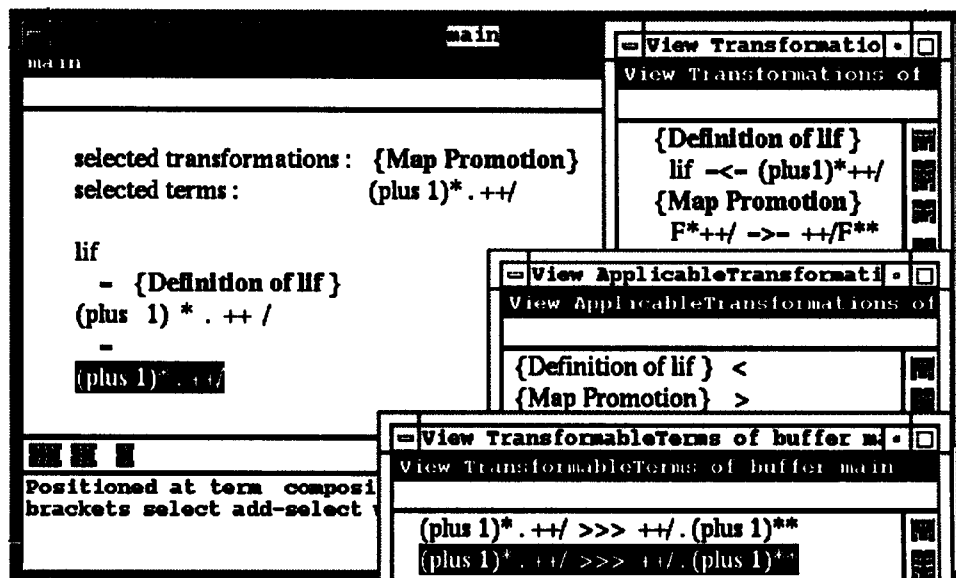 main
main
selected transformations : {Map Promotion}
selected terms : (plus 1)* . ++/
lif
= {Definition of lif }
(plus 1) * . ++ /
=
(plus 1)* . ++/
Positioned at term composi
brackets select add-select
View Transformatio
View Transformations of
{Definition of lif }
lif -<- (plus1)*++/
{Map Promotion}
F*++/ ->- ++/F**
View ApplicableTransformati
View ApplicableTransformations of
{Definition of lif } <
{Map Promotion} >
View TransformableTerms of buffer ma
View TransformableTerms of buffer main
(plus 1)* . ++/ >>> ++/ . (plus 1)**
(plus 1)* . ++/ >>> ++/ . (plus 1)**